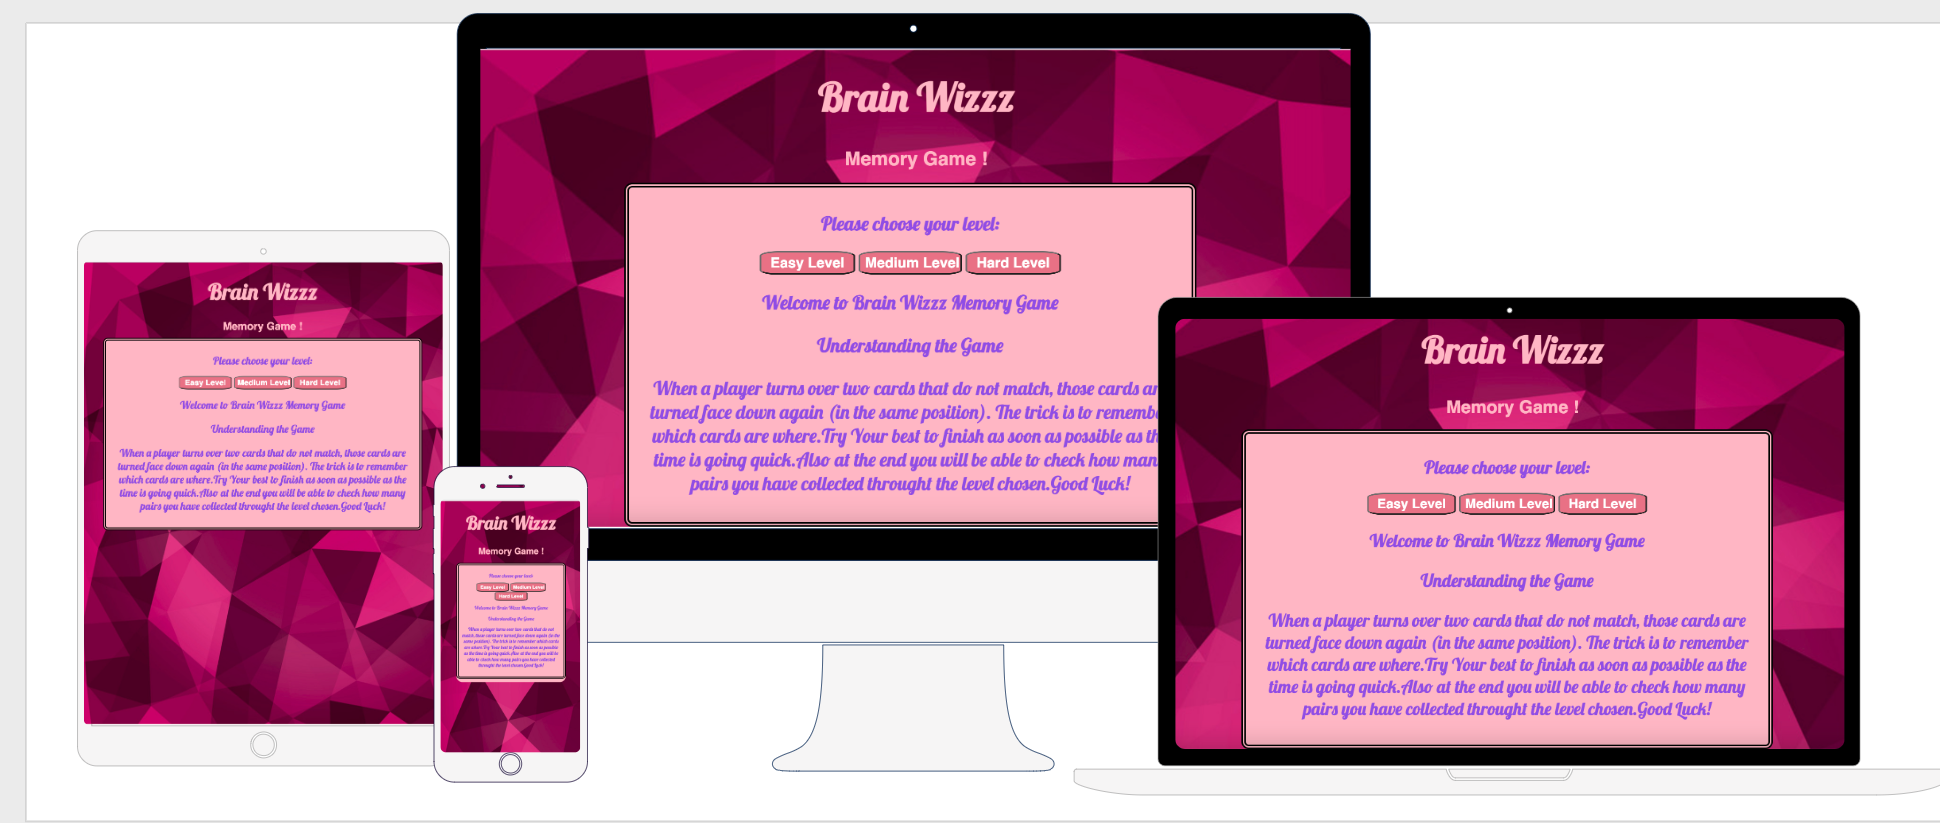 Brain Wizzz
Memory Game !
Please choose your level:
Easy Level Medium Level Hard Level
Welcome to Brain Wizzz Memory Game
Understanding the Game
When a player turns over two cards that do not match, those cards are
turned face down again (in the same position). The trick is to remember
which cards are where.Try Your best to finish as soon as possible as the
time is going quick.Also at the end you will be able to check how many
pairs you have collected throught the level chosen.Good Luck!
Brain Wizzz
Memory Game !
Please choose your level:
Easy Level Medium Level
Hard Level
Welcome to Brain Wizzz Memory Game
Understanding the Game
When a player turns over two cards that do not
match, those cards are turned face down again (in the
same position). The trick is to remember which cards
are where.Try Your best to finish as soon as possible
as the time is going quick.Also at the end you will be
able to check how many pairs you have collected
throught the level chosen.Good Luck!
Brain Wizzz
Memory Game !
Please choose your level:
Easy Level Medium Level Hard Level
Welcome to Brain Wizzz Memory Game
Understanding the Game
When a player turns over two cards that do not match, those cards ar
turned face down again (in the same position). The trick is to remembe
which cards are where.Try Your best to finish as soon as possible as th
time is going quick.Also at the end you will be able to check how man
pairs you have collected throught the level chosen.Good Luck!
Brain Wizzz
Memory Game !
Please choose your level:
Easy Level Medium Level Hard Level
Welcome to Brain Wizzz Memory Game
Understanding the Game
When a player turns over two cards that do not match, those cards are
turned face down again (in the same position). The trick is to remember
which cards are where.Try Your best to finish as soon as possible as the
time is going quick.Also at the end you will be able to check how many
pairs you have collected throught the level chosen.Good Luck!